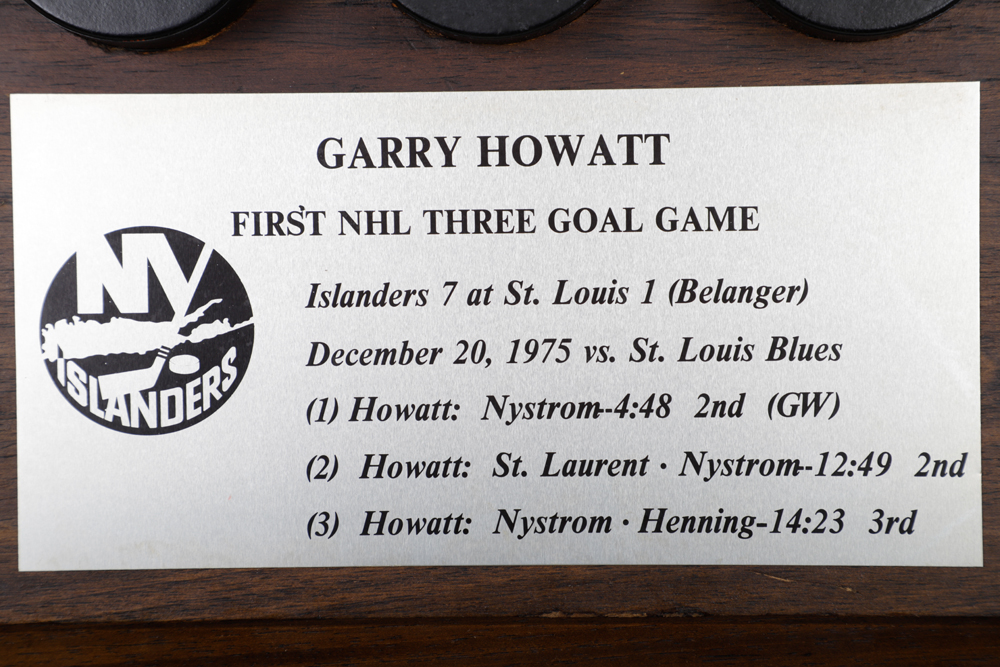 GARRY HOWATT
FIRST NHL THREE GOAL GAME
NY
ISLANDERS
Islanders 7 at St. Louis 1 (Belanger)
December 20, 1975 vs. St. Louis Blues
(1) Howatt: Nystrom--4:48 2nd (GW)
(2) Howatt: St. Laurent · Nystrom--12:49 2nd
(3) Howatt: Nystrom · Henning-14:23 3rd